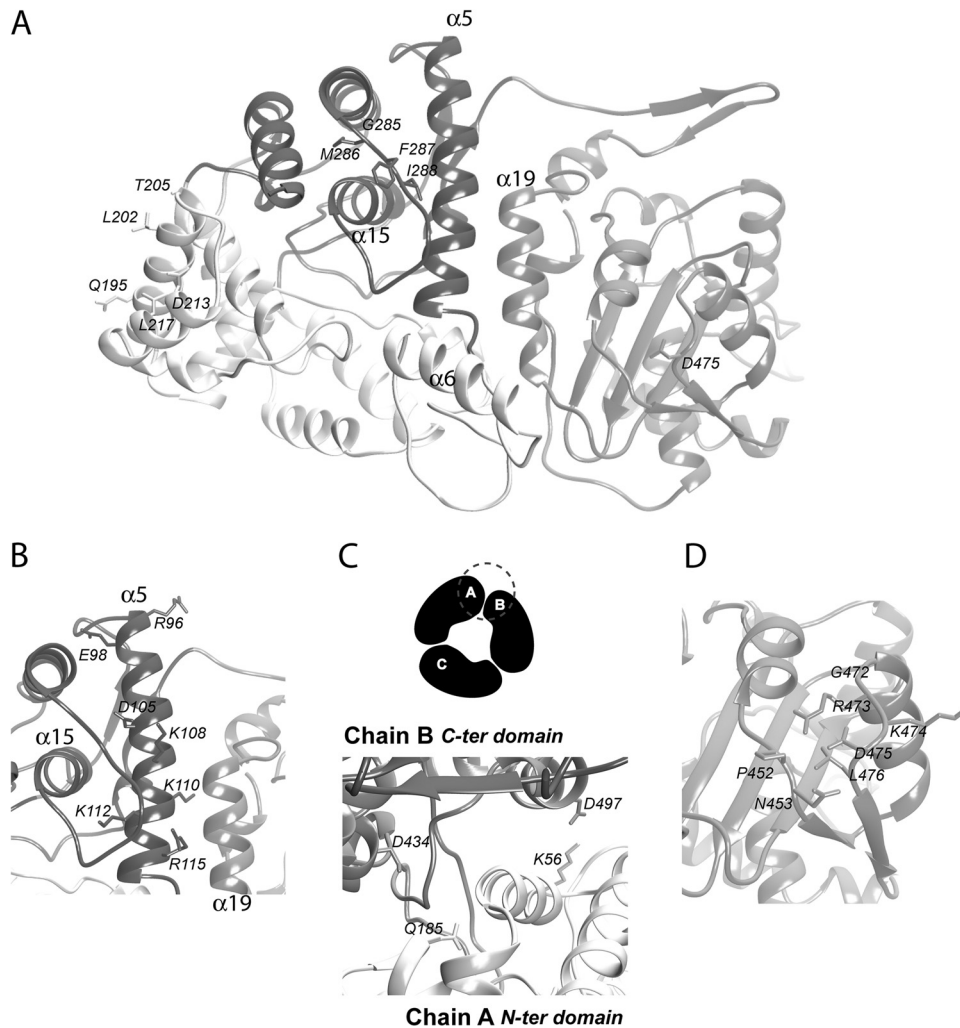 A
α5
G285
M286
F287
I288
α19
T205
α15
L202
Q195
D213
L217
D475
α6
B
C
D
α5
R96
E98
A
B
C
D105
K108
α15
K110
K112
R115
α19
Chain B C-ter domain
D497
D434
K56
Q185
Chain A N-ter domain
G472
R473
K474
D475
P452
L476
N453